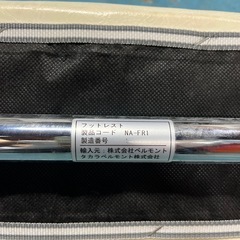 フットレスト
製品コード NA-FR1
製造番号
輸入元：株式会社ベルモント
タカラベルモント株式会社